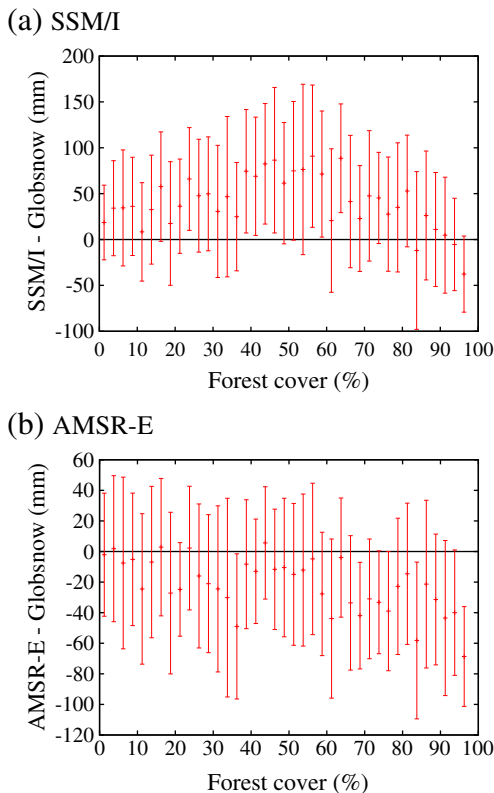 (a) SSM/I
200
150
100
50
0
-50
-100
SSM/I - Globsnow (mm)
0 10 20 30 40 50 60 70 80 90 100
Forest cover (%)
(b) AMSR-E
60
40
20
0
-20
-40
-60
-80
-100
-120
AMSR-E - Globsnow (mm)
0 10 20 30 40 50 60 70 80 90 100
Forest cover (%)